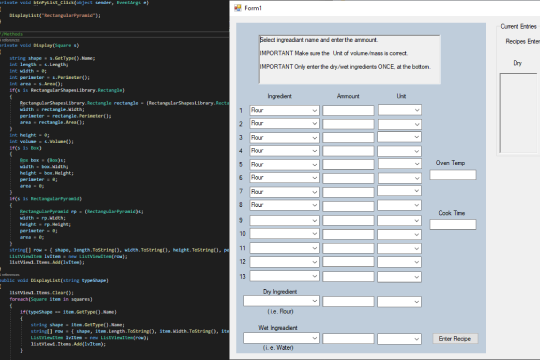 private void btnPyList_Click(object sender, EventArgs e)
{
DisplayList("RectangularPyramid");
}
//Methods
private void Display(Square s)
{
string shape = s.GetType().Name;
int length = s.Length;
int width = 0;
int perimeter = s.Perimeter();
int area = s.Area();
if(s is RectangularShapesLibrary.Rectangle)
{
RectangularShapesLibrary.Rectangle rectangle = (RectangularShapesLibrary.Rect
width = rectangle.Width;
perimeter = rectangle.Perimeter();
area = rectangle.Area();
}
int height = 0;
int volume = s.Volume();
if(s is Box)
{
Box box = (Box)s;
width = box.Width;
height = box.Height;
perimeter = 0;
area = 0;
}
if(s is RectangularPyramid)
{
RectangularPyramid rp = (RectangularPyramid)s;
width = rp.Width;
height = rp.Height;
perimeter = 0;
area = 0;
}
string[] row = { shape, length.ToString(), width.ToString(), height.ToString(), pe
ListViewItem lvItem = new ListViewItem(row);
listView1.Items.Add(lvItem);
}
public void DisplayList(string typeShape)
{
listView1.Items.Clear();
foreach(Square item in squares)
{
if(typeShape == item.GetType().Name)
{
string shape = item.GetType().Name;
string[] row = { shape, item.Length.ToString(), item.Width.ToString(), it
ListViewItem lvItem = new ListViewItem(row);
listView1.Items.Add(lvItem);
}
Form1
Select ingreadiant name and enter the amount.
IMPORTANT Make sure the Unit of volume/mass is correct.
IMPORTANT Only enter the dry/wet ingredients ONCE, at the bottom.
Ingredient Amount Unit
1 Flour
2 Flour
3 Flour
4 Flour
5 Flour
6 Flour
7 Flour
8 Flour
9
10
11
12
13
Dry Ingredient
(i.e. Flour)
Wet Ingreadient
(i.e. Water)
Oven Temp
Cook Time
Enter Recipe
Current Entries
Recipes Enter
Dry